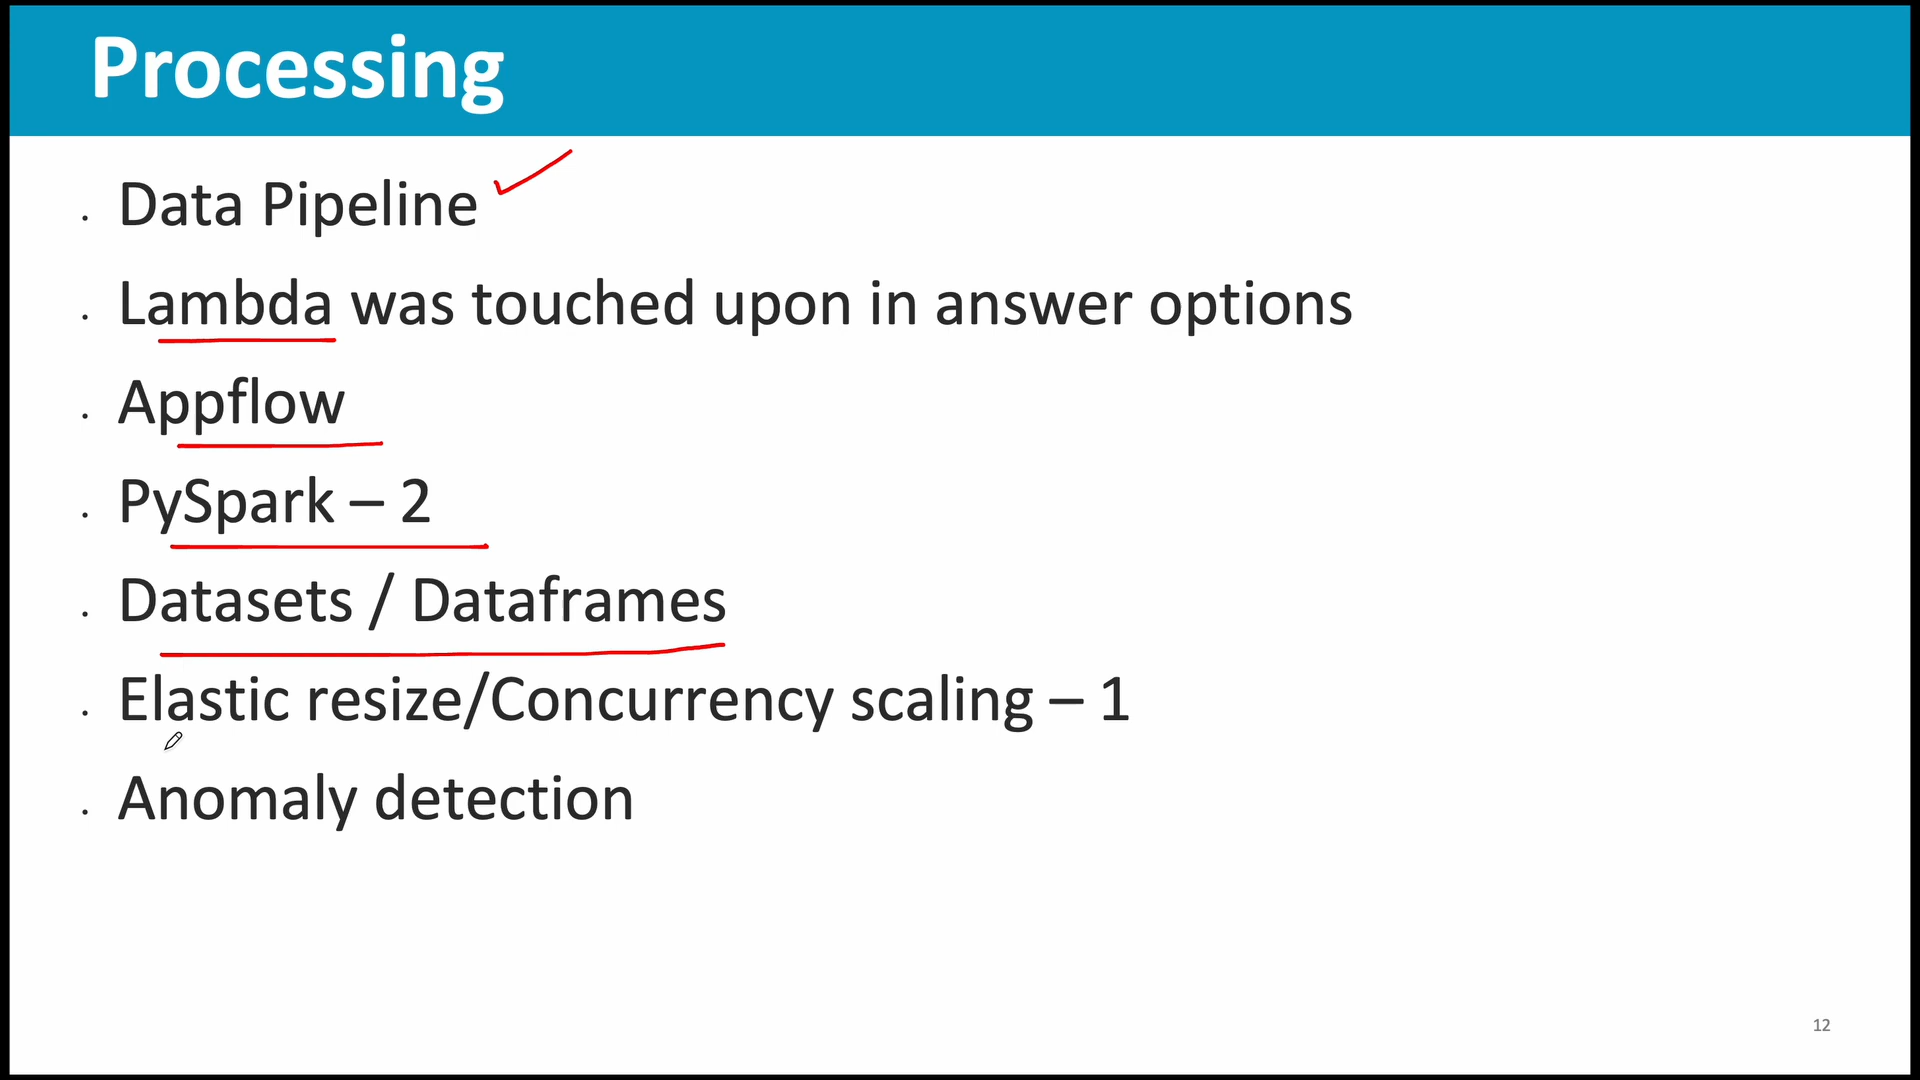 Processing
. Data Pipeline
. Lambda was touched upon in answer options
. Appflow
. PySpark – 2
. Datasets / Dataframes
. Elastic resize/Concurrency scaling – 1
. Anomaly detection
12